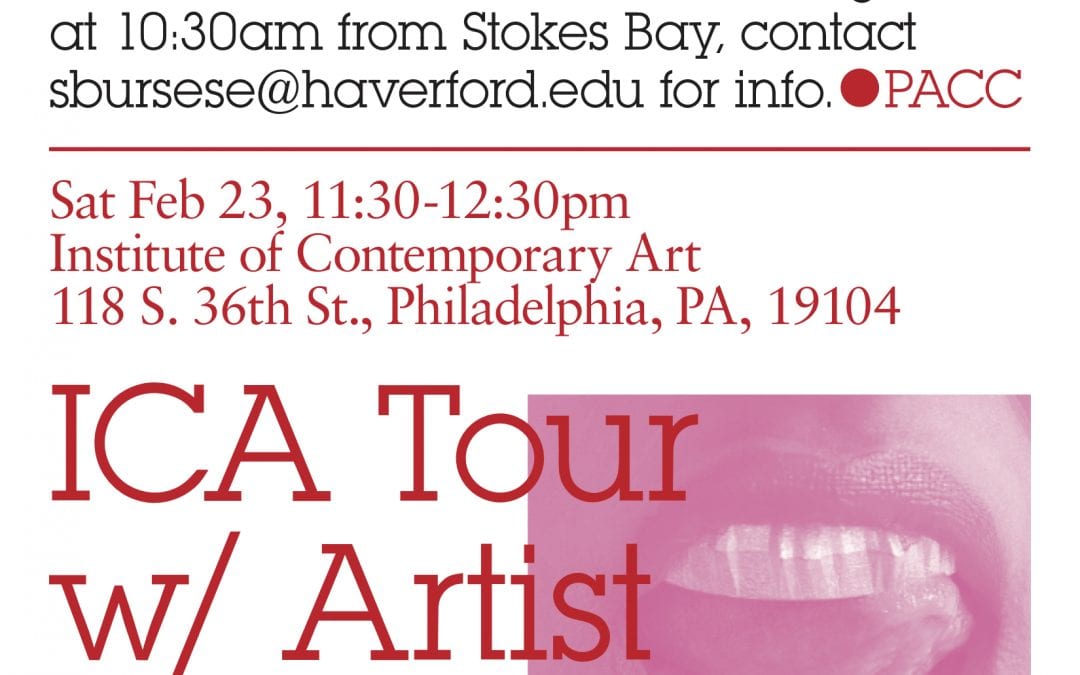 at 10:30am from Stokes Bay, contact
sbursese@haverford.edu for info. ●PACC
Sat Feb 23, 11:30-12:30pm
Institute of Contemporary Art
118 S. 36th St., Philadelphia, PA, 19104
ICA Tour
w/ Artist